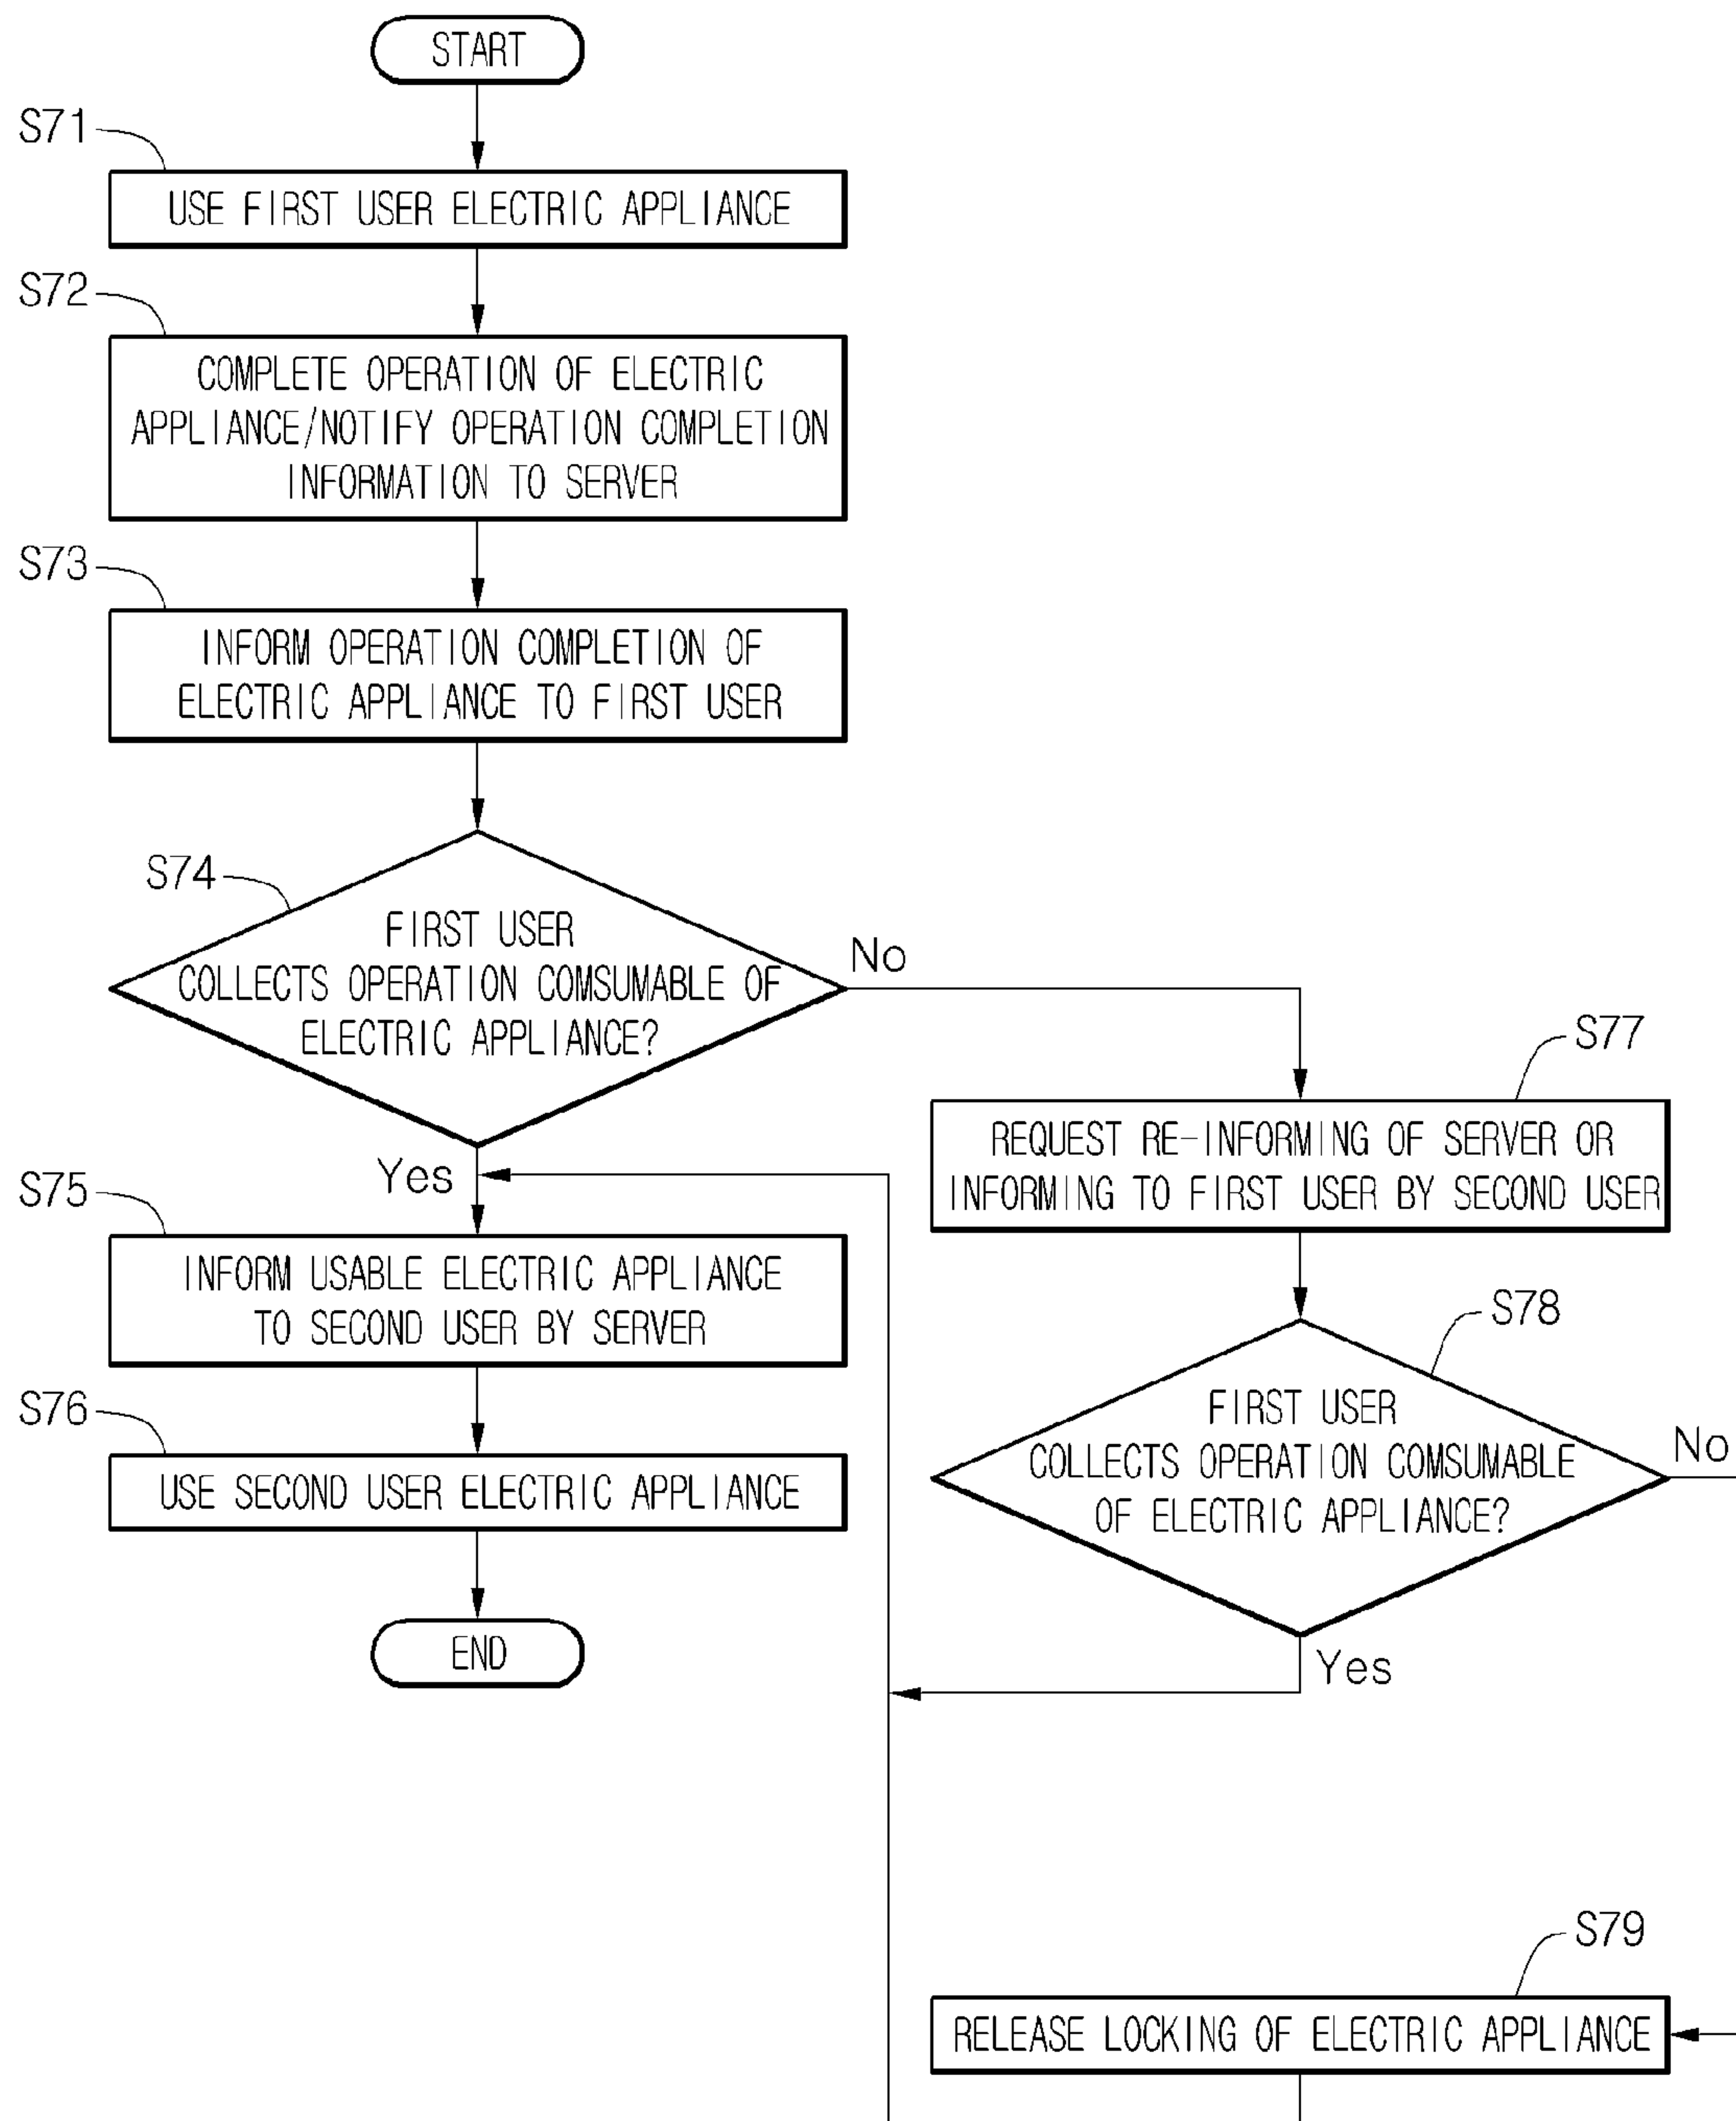 START
S71
USE FIRST USER ELECTRIC APPLIANCE
S72
COMPLETE OPERATION OF ELECTRIC
APPLIANCE/NOTIFY OPERATION COMPLETION
INFORMATION TO SERVER
S73
INFORM OPERATION COMPLETION OF
ELECTRIC APPLIANCE TO FIRST USER
S74
FIRST USER
COLLECTS OPERATION COMSUMABLE OF
ELECTRIC APPLIANCE?
No
Yes
S75
INFORM USABLE ELECTRIC APPLIANCE
TO SECOND USER BY SERVER
S76
USE SECOND USER ELECTRIC APPLIANCE
END
S77
REQUEST RE-INFORMING OF SERVER OR
INFORMING TO FIRST USER BY SECOND USER
S78
FIRST USER
COLLECTS OPERATION COMSUMABLE
OF ELECTRIC APPLIANCE?
No
Yes
S79
RELEASE LOCKING OF ELECTRIC APPLIANCE